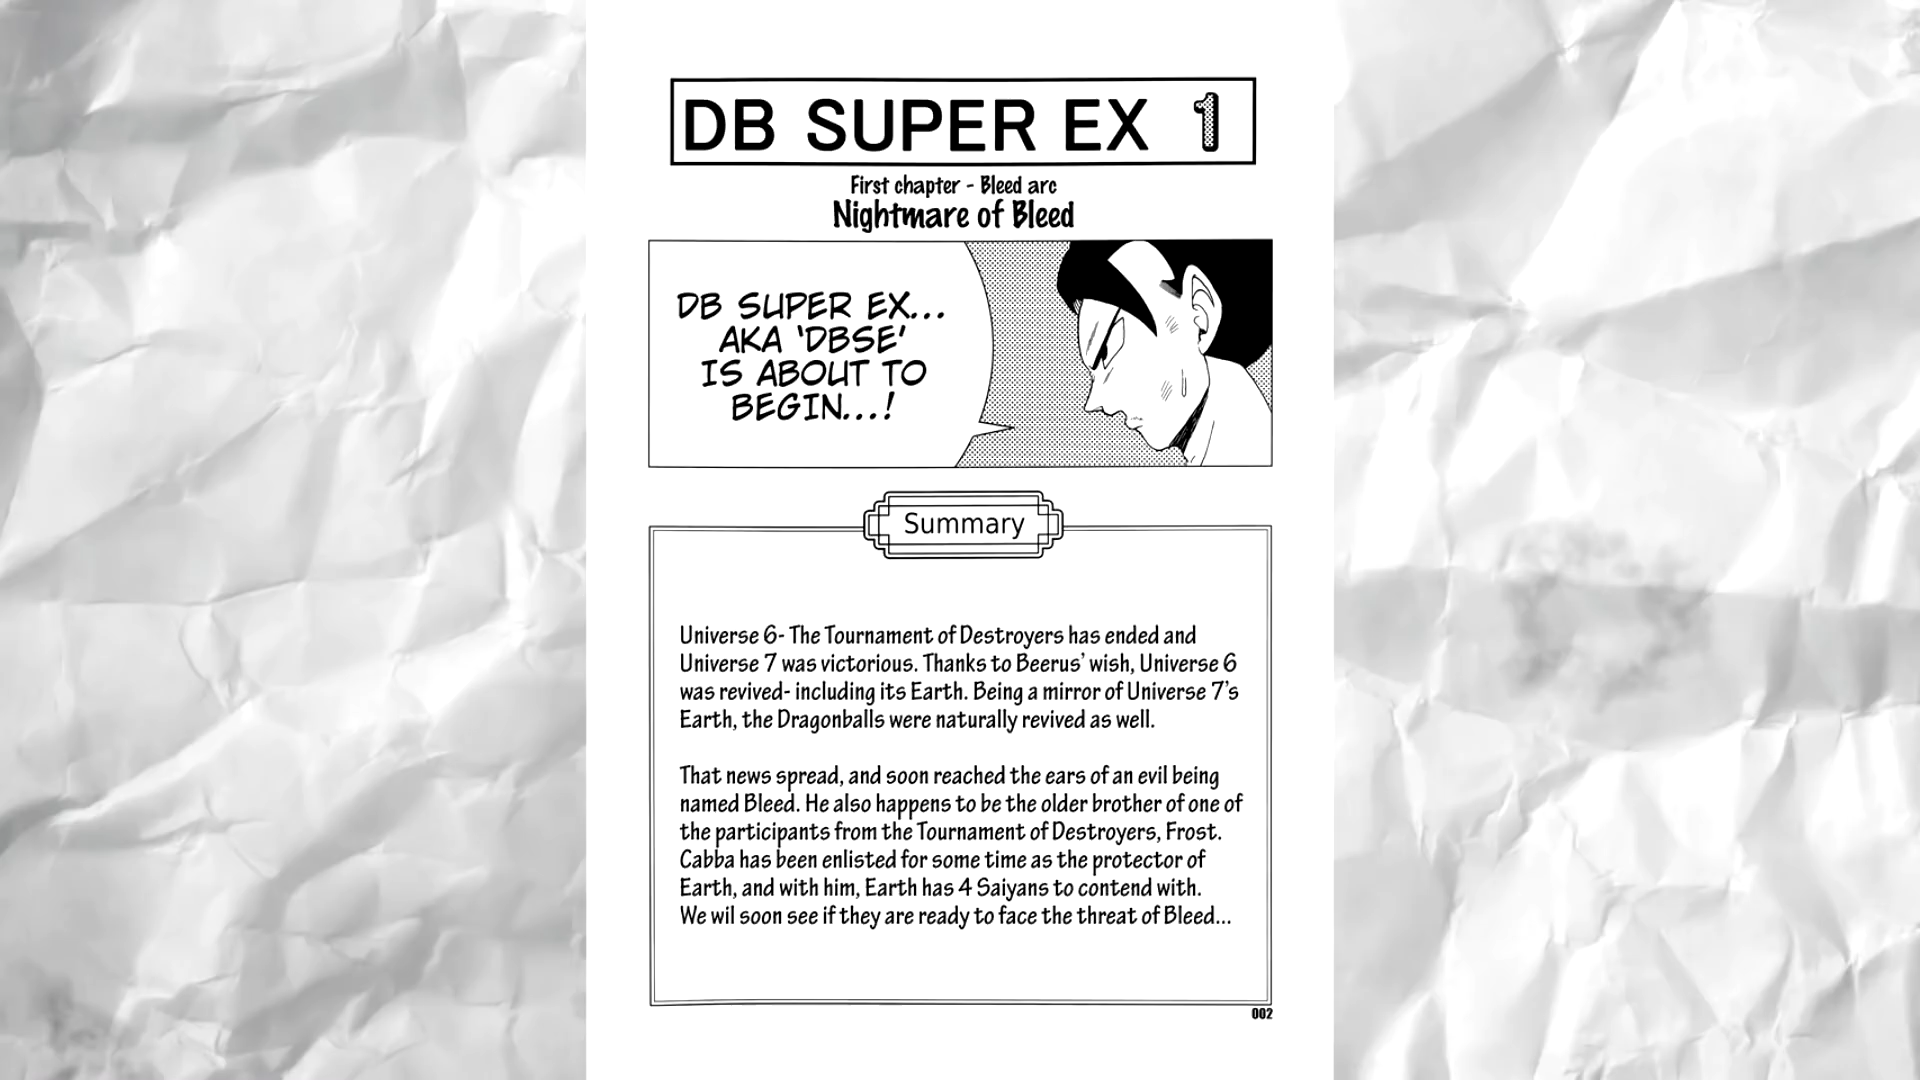 DB SUPER EX 1
First chapter - Bleed arc
Nightmare of Bleed
DB SUPER EX...
AKA 'DBSE'
IS ABOUT TO
BEGIN...!
Summary
Universe 6- The Tournament of Destroyers has ended and
Universe 7 was victorious. Thanks to Beerus' wish, Universe 6
was revived- including its Earth. Being a mirror of Universe 7's
Earth, the Dragonballs were naturally revived as well.
That news spread, and soon reached the ears of an evil being
named Bleed. He also happens to be the older brother of one of
the participants from the Tournament of Destroyers, Frost.
Cabba has been enlisted for some time as the protector of
Earth, and with him, Earth has 4 Saiyans to contend with.
We wil soon see if they are ready to face the threat of Bleed...
002